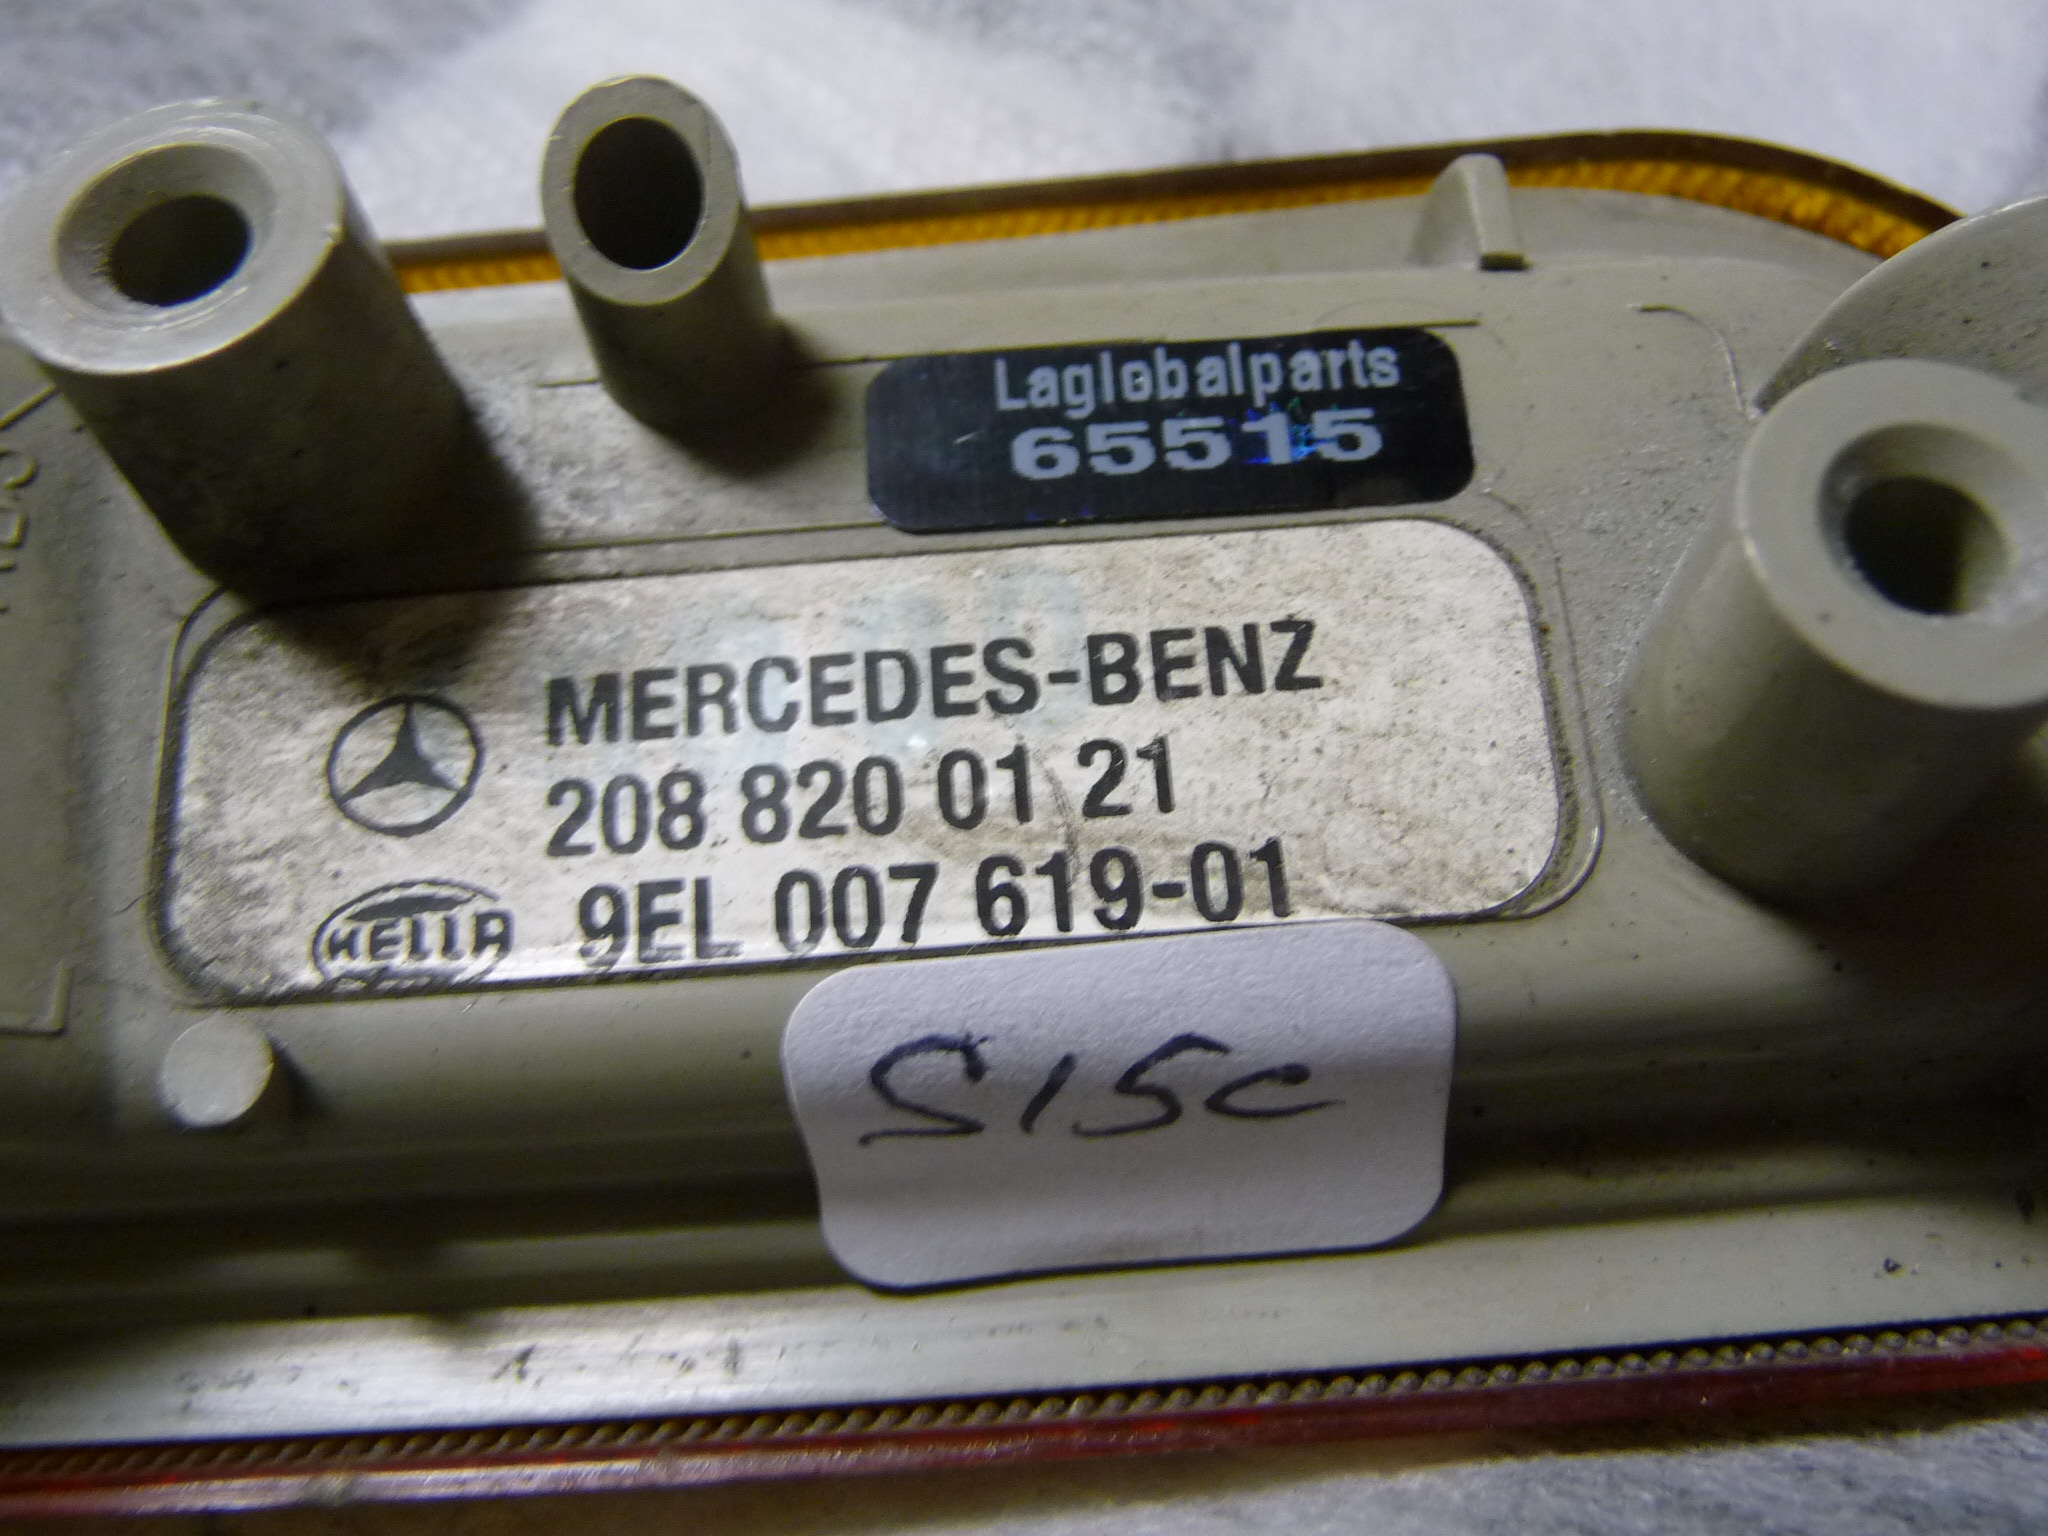 Laglobalparts
65515
MERCEDES-BENZ
208 820 01 21
HELLA 9EL 007 619-01
S15C